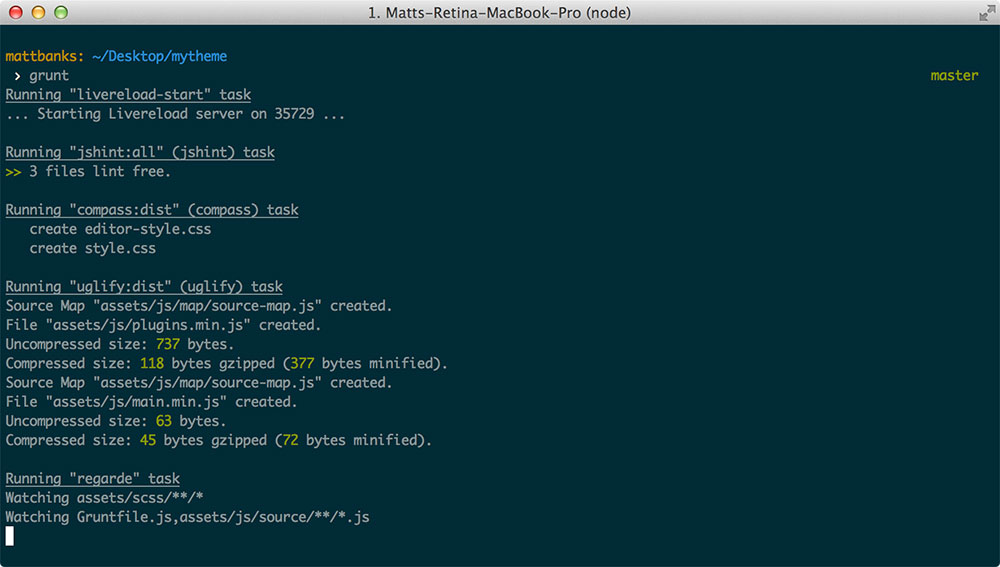 1. Matts-Retina-MacBook-Pro (node)
mattbanks: ~/Desktop/mytheme
› grunt master
Running "livereload-start" task
... Starting Livereload server on 35729 ...
Running "jshint:all" (jshint) task
>> 3 files lint free.
Running "compass:dist" (compass) task
create editor-style.css
create style.css
Running "uglify:dist" (uglify) task
Source Map "assets/js/map/source-map.js" created.
File "assets/js/plugins.min.js" created.
Uncompressed size: 737 bytes.
Compressed size: 118 bytes gzipped (377 bytes minified).
Source Map "assets/js/map/source-map.js" created.
File "assets/js/main.min.js" created.
Uncompressed size: 63 bytes.
Compressed size: 45 bytes gzipped (72 bytes minified).
Running "regarde" task
Watching assets/scss/**/*
Watching Gruntfile.js,assets/js/source/**/*.js